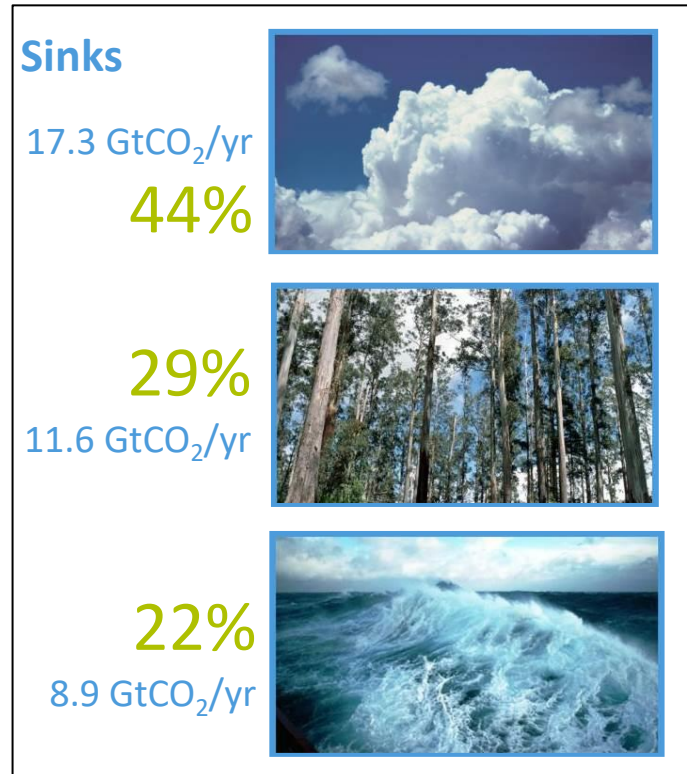 Sinks
17.3 GtCO₂/yr
44%
29%
11.6 GtCO₂/yr
22%
8.9 GtCO₂/yr